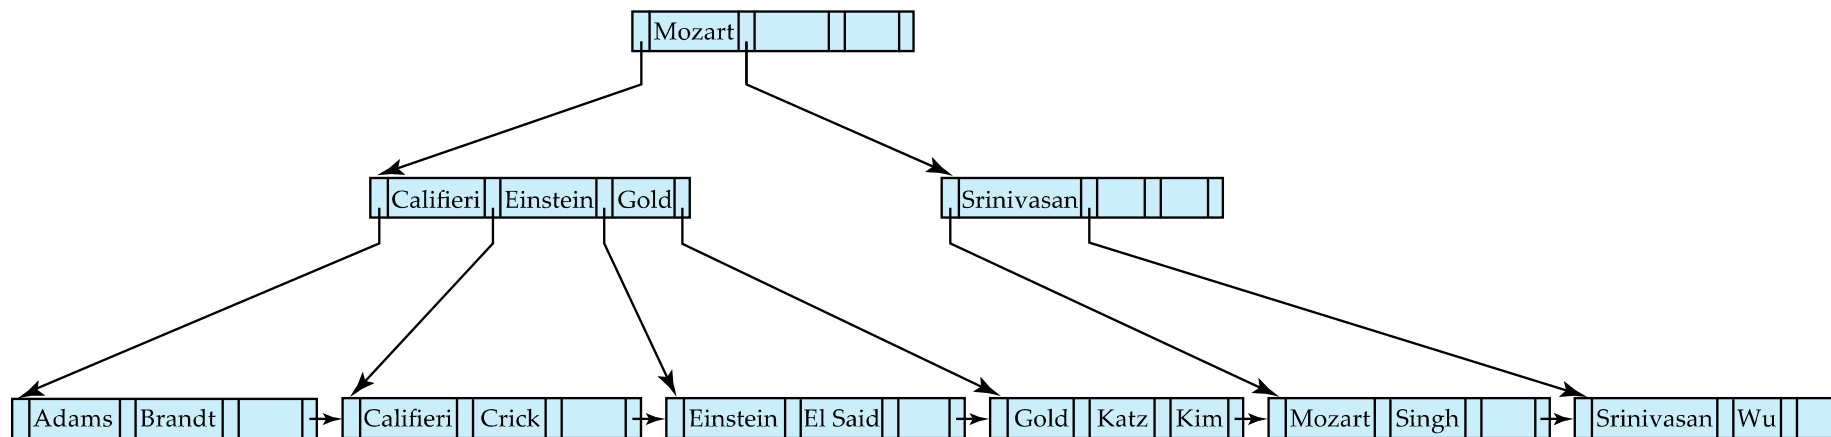 Mozart
Califieri Einstein Gold Srinivasan
Adams Brandt Califieri Crick Einstein El Said Gold Katz Kim Mozart Singh Srinivasan Wu